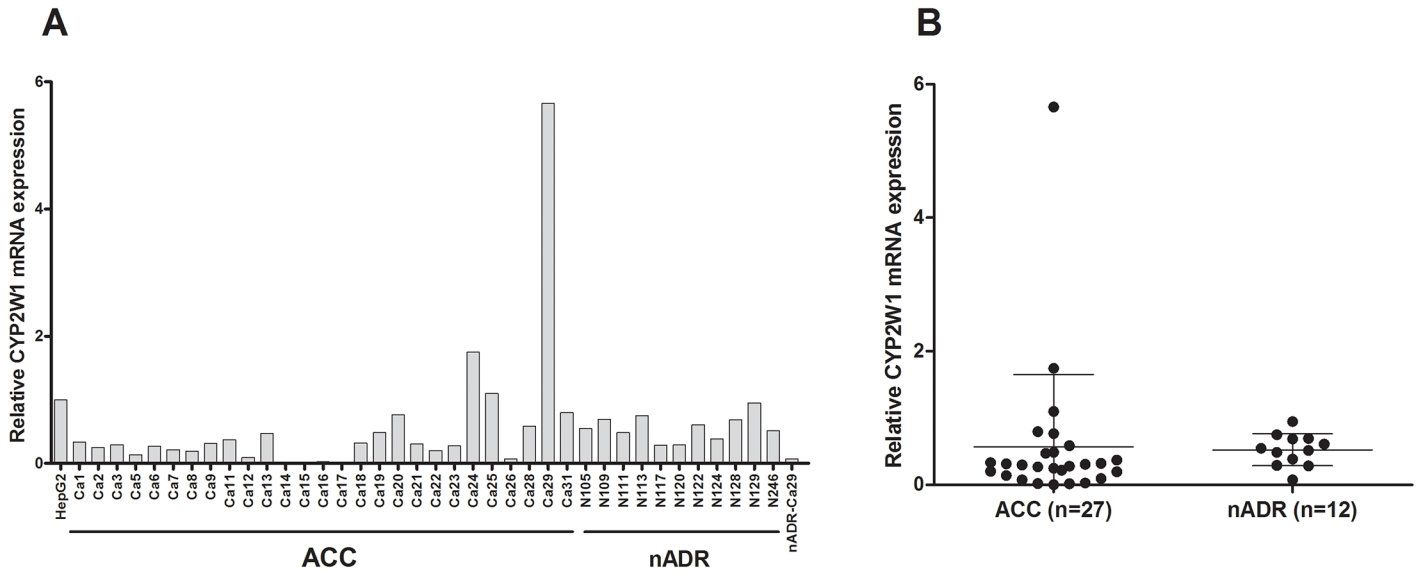 A
Relative CYP2W1 mRNA expression
6
4
2
0
HepG2
Ca1
Ca2
Ca3
Ca5
Ca6
Ca7
Ca8
Ca9
Ca11
Ca12
Ca13
Ca14
Ca15
Ca16
Ca17
Ca18
Ca19
Ca20
Ca21
Ca22
Ca23
Ca24
Ca25
Ca26
Ca28
Ca29
Ca31
N105
N109
N111
N113
N117
N120
N122
N124
N128
N129
N246
nADR-Ca29
ACC
nADR
B
Relative CYP2W1 mRNA expression
6
4
2
0
ACC (n=27)
nADR (n=12)